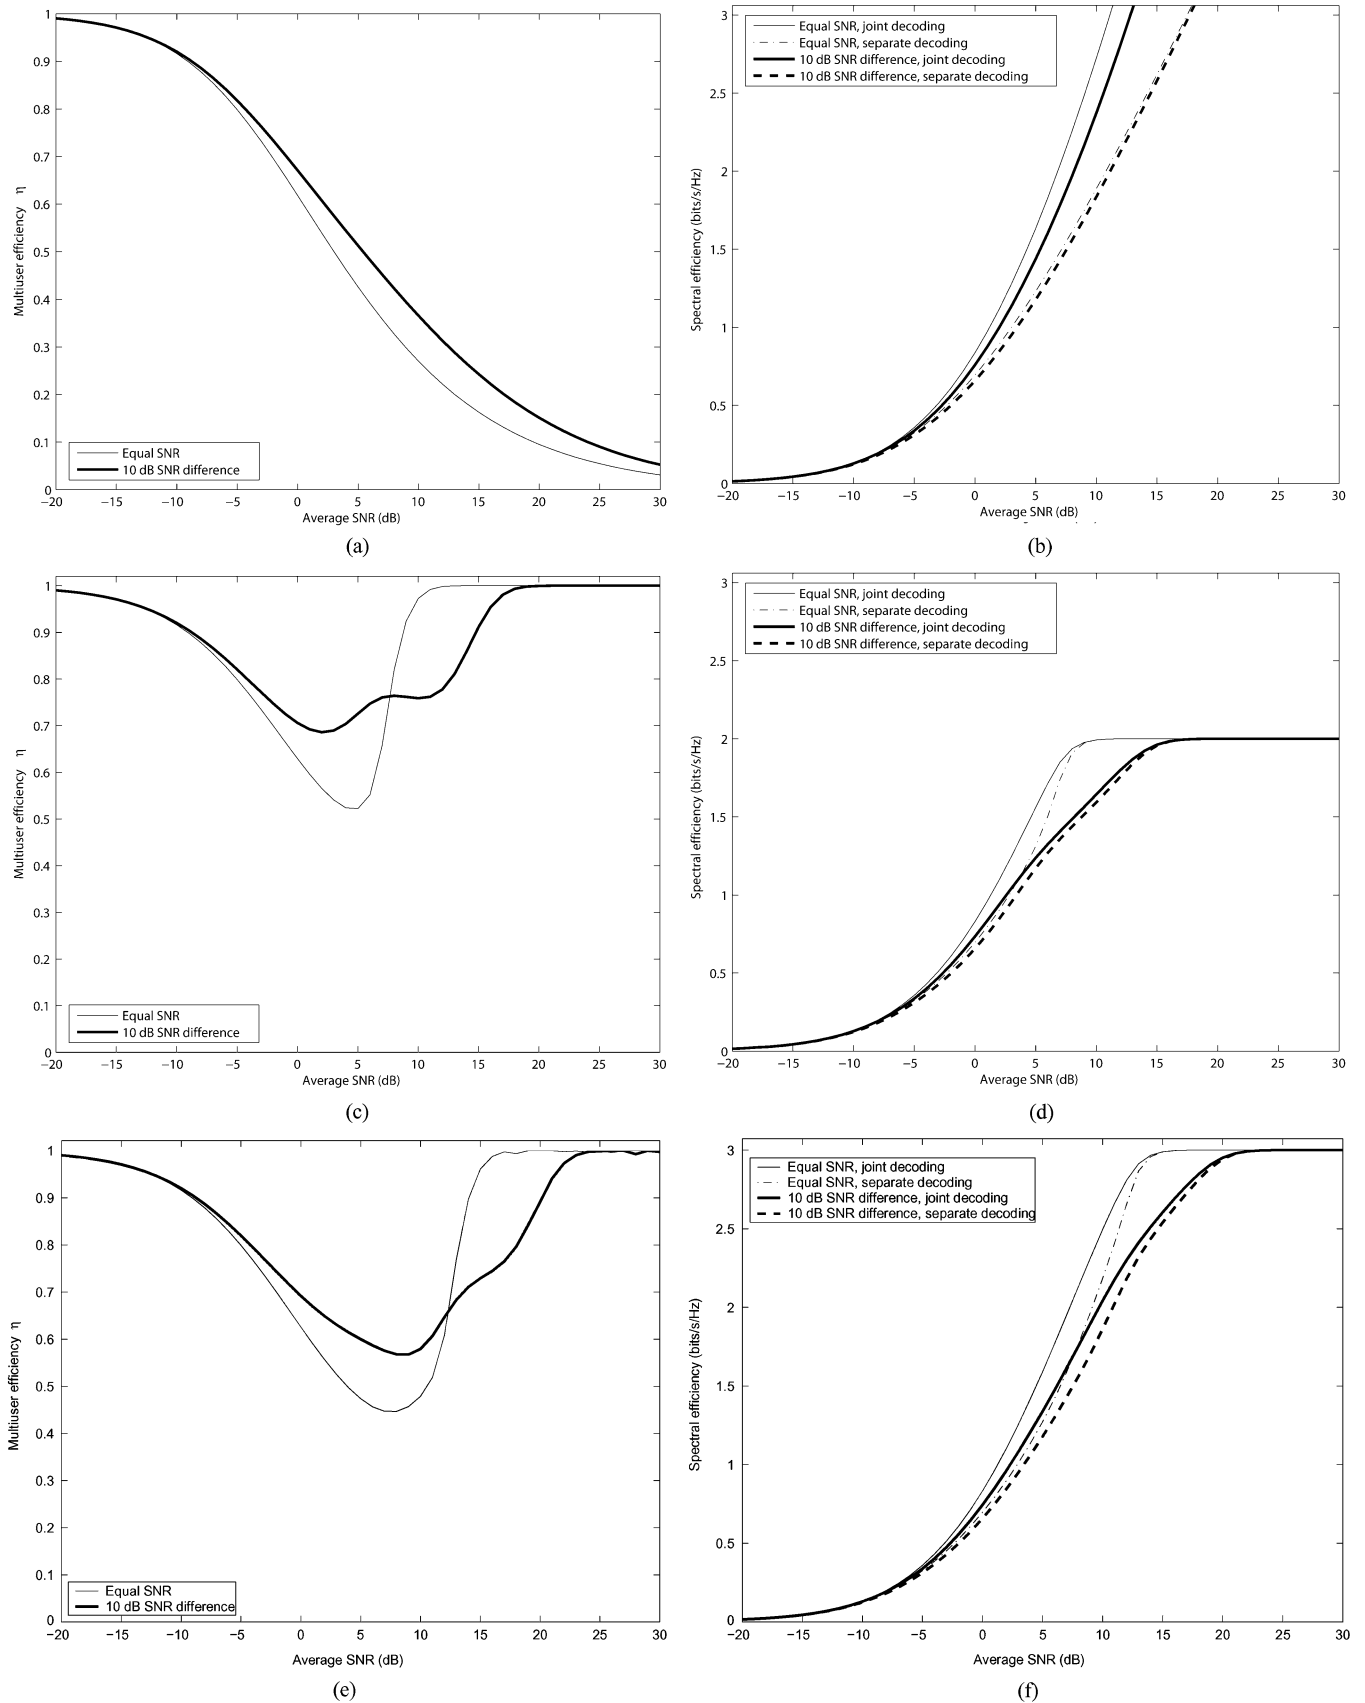 1
0.9
0.8
0.7
0.6
0.5
0.4
0.3
0.2
0.1
0
Multiuser efficiency η
Equal SNR
10 dB SNR difference
−20 −15 −10 −5 0 5 10 15 20 25 30
Average SNR (dB)
(a)
3
2.5
2
1.5
1
0.5
0
Spectral efficiency (bits/s/Hz)
Equal SNR, joint decoding
Equal SNR, separate decoding
10 dB SNR difference, joint decoding
10 dB SNR difference, separate decoding
−20 −15 −10 −5 0 5 10 15 20 25 30
Average SNR (dB)
(b)
1
0.9
0.8
0.7
0.6
0.5
0.4
0.3
0.2
0.1
0
Multiuser efficiency η
Equal SNR
10 dB SNR difference
−20 −15 −10 −5 0 5 10 15 20 25 30
Average SNR (dB)
(c)
3
2.5
2
1.5
1
0.5
0
Spectral efficiency (bits/s/Hz)
Equal SNR, joint decoding
Equal SNR, separate decoding
10 dB SNR difference, joint decoding
10 dB SNR difference, separate decoding
−20 −15 −10 −5 0 5 10 15 20 25 30
Average SNR (dB)
(d)
1
0.9
0.8
0.7
0.6
0.5
0.4
0.3
0.2
0.1
0
Multiuser efficiency η
Equal SNR
10 dB SNR difference
−20 −15 −10 −5 0 5 10 15 20 25 30
Average SNR (dB)
(e)
3
2.5
2
1.5
1
0.5
0
Spectral efficiency (bits/s/Hz)
Equal SNR, joint decoding
Equal SNR, separate decoding
10 dB SNR difference, joint decoding
10 dB SNR difference, separate decoding
−20 −15 −10 −5 0 5 10 15 20 25 30
Average SNR (dB)
(f)